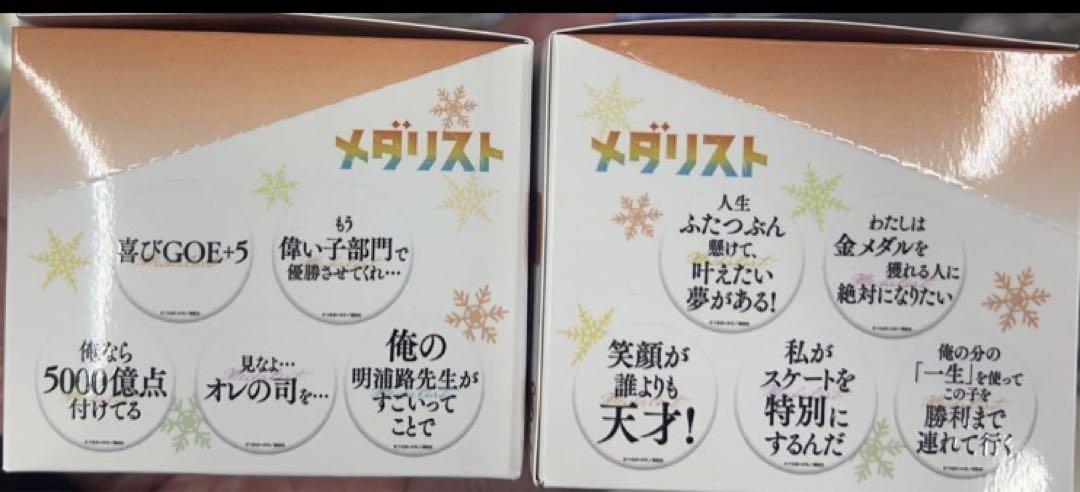 メダリスト
喜びGOE+5
もう
偉い子部門で
優勝させてくれ…
俺なら
5000億点
付けてる
見なよ…
オレの司を…
俺の
明浦路先生が
すごいって
ことで
メダリスト
人生
ふたつぶん
懸けて、
叶えたい
夢がある!
わたしは
金メダルを
獲れる人に
絶対になりたい
笑顔が
誰よりも
天才!
私が
スケートを
特別に
するんだ
俺の分の
「一生」を使って
この子を
勝利まで
連れて行く